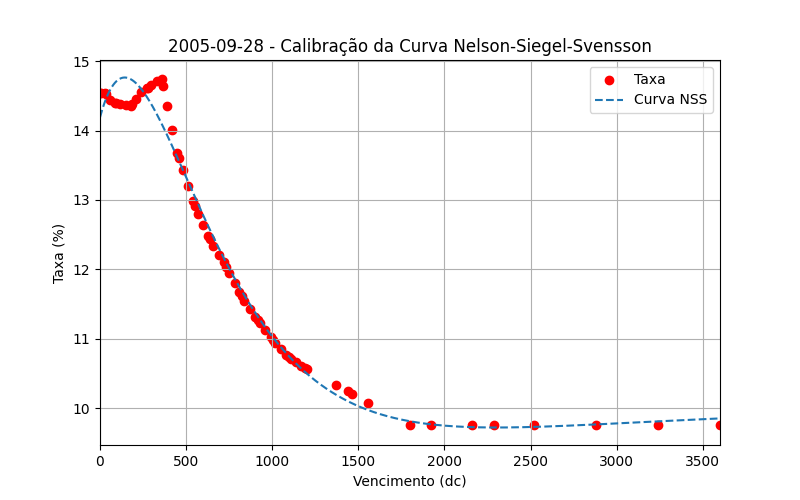 2005-09-28 - Calibração da Curva Nelson-Siegel-Svensson
Taxa
Curva NSS
Taxa (%)
15
14
13
12
11
10
0
500
1000
1500
2000
2500
3000
3500
Vencimento (dc)